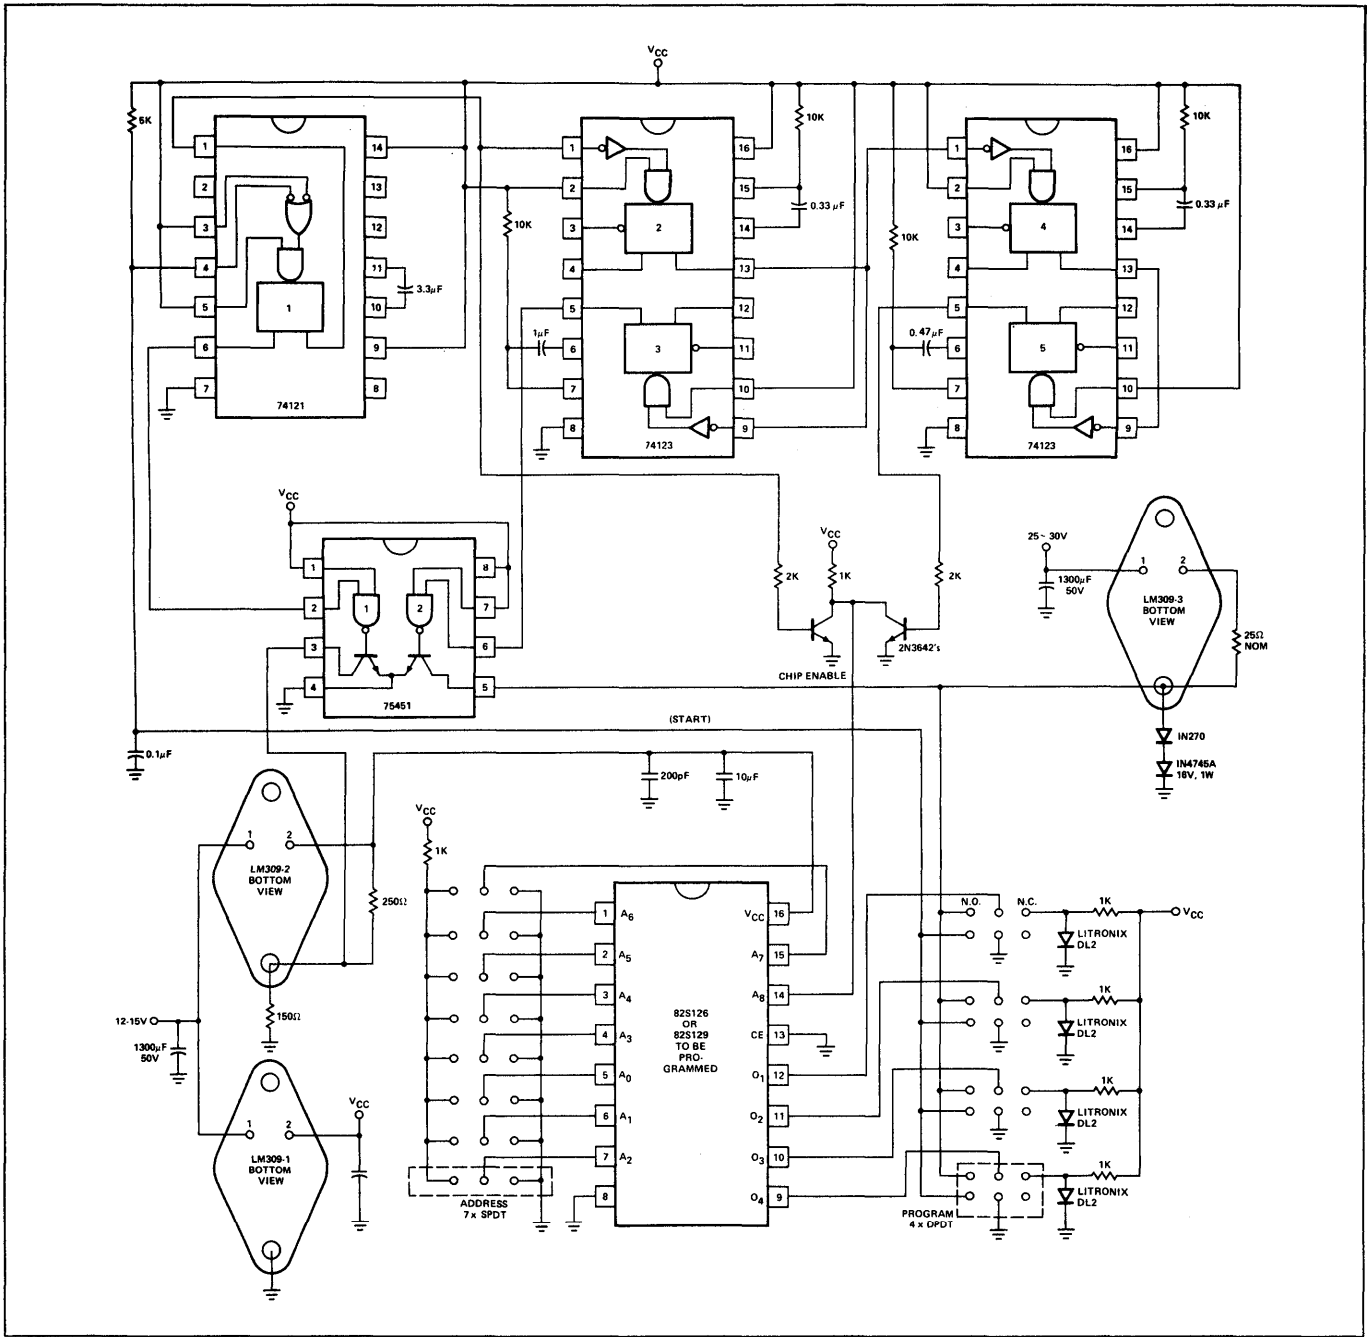 VCC
5K
10K
10K
1
14
1
16
1
16
2
13
2
15
2
15
0.33 µF
0.33 µF
3
12
10K
3
2
14
10K
3
4
14
4
11
3.3µF
4
13
4
13
5
1
10
5
12
5
12
6
9
1µF
6
3
11
0.47µF
6
5
11
7
8
7
10
7
10
74121
8
9
8
9
74123
74123
VCC
VCC
25~30V
1
8
2K
1K
2K
1
2
1300µF
50V
2
1
2
7
LM309-3
BOTTOM
VIEW
3
6
2N3642's
25Ω
NOM
4
5
CHIP ENABLE
75451
(START)
IN270
0.1µF
200pF
10µF
IN4745A
16V, 1W
VCC
1
2
1K
LM309-2
BOTTOM
VIEW
250Ω
1
A6
VCC
16
N.O.
N.C.
1K
VCC
LITRONIX
DL2
2
A5
A7
15
3
A4
A8
14
1K
150Ω
12-15V
82S126
OR
82S129
TO BE
PRO-
GRAMMED
LITRONIX
DL2
1300µF
50V
4
A3
CE
13
5
A0
O1
12
1K
VCC
6
A1
O2
11
LITRONIX
DL2
1
2
7
A2
O3
10
LM309-1
BOTTOM
VIEW
1K
8
O4
9
LITRONIX
DL2
ADDRESS
7 x SPDT
PROGRAM
4 x DPDT